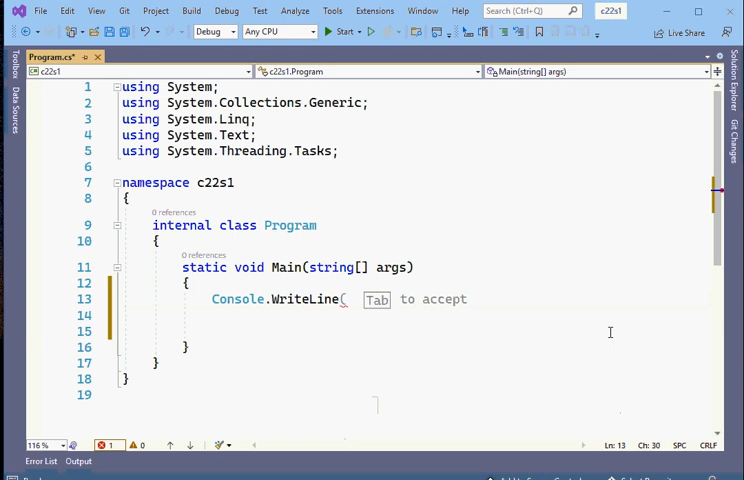 File Edit View Git Project Build Debug Test Analyze Tools Extensions Window Help Search (Ctrl+Q) c22s1
Debug Any CPU Start Live Share
Program.cs*
c22s1 c22s1.Program Main(string[] args)
Toolbox
Data Sources
Solution Explorer
Git Changes
1 using System;
2 using System.Collections.Generic;
3 using System.Linq;
4 using System.Text;
5 using System.Threading.Tasks;
6
7 namespace c22s1
8 {
0 references
9 internal class Program
10 {
0 references
11 static void Main(string[] args)
12 {
13 Console.WriteLine( Tab to accept
14
15
16 }
17 }
18 }
19
116 % 1 0 Ln: 13 Ch: 30 SPC CRLF
Error List Output